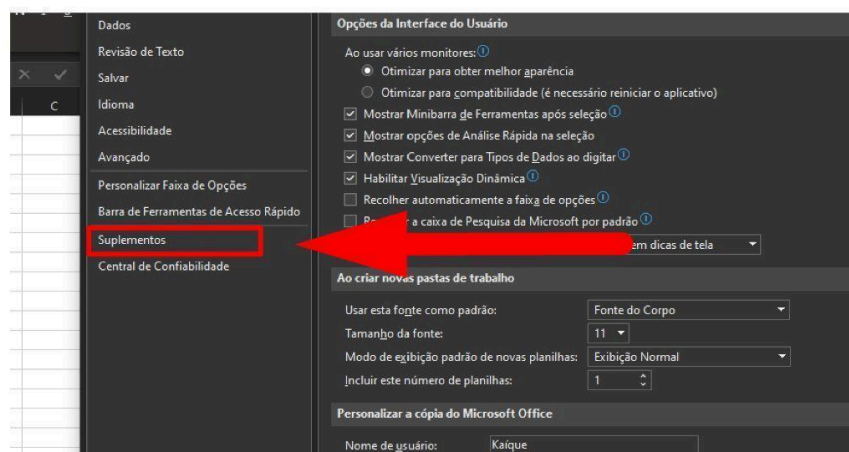 Dados
Revisão de Texto
Salvar
Idioma
Acessibilidade
Avançado
Personalizar Faixa de Opções
Barra de Ferramentas de Acesso Rápido
Suplementos
Central de Confiabilidade
C
Opções da Interface do Usuário
Ao usar vários monitores:
Otimizar para obter melhor aparência
Otimizar para compatibilidade (é necessário reiniciar o aplicativo)
Mostrar Minibarra de Ferramentas após seleção
Mostrar opções de Análise Rápida na seleção
Mostrar Converter para Tipos de Dados ao digitar
Habilitar Visualização Dinâmica
Recolher automaticamente a faixa de opções
a caixa de Pesquisa da Microsoft por padrão
em dicas de tela
Ao criar novas pastas de trabalho
Usar esta fonte como padrão: Fonte do Corpo
Tamanho da fonte: 11
Modo de exibição padrão de novas planilhas: Exibição Normal
Incluir este número de planilhas: 1
Personalizar a cópia do Microsoft Office
Nome de usuário: Kaíque